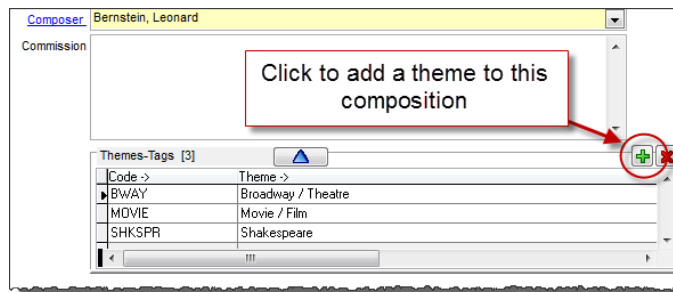 Composer Bernstein, Leonard
Commission
Click to add a theme to this
composition
Themes-Tags [3]
Code -> Theme ->
BWAY Broadway / Theatre
MOVIE Movie / Film
SHKSPR Shakespeare